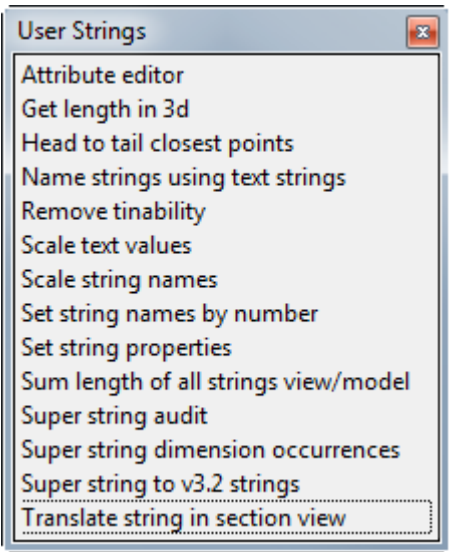 User Strings
Attribute editor
Get length in 3d
Head to tail closest points
Name strings using text strings
Remove tinability
Scale text values
Scale string names
Set string names by number
Set string properties
Sum length of all strings view/model
Super string audit
Super string dimension occurrences
Super string to v3.2 strings
Translate string in section view